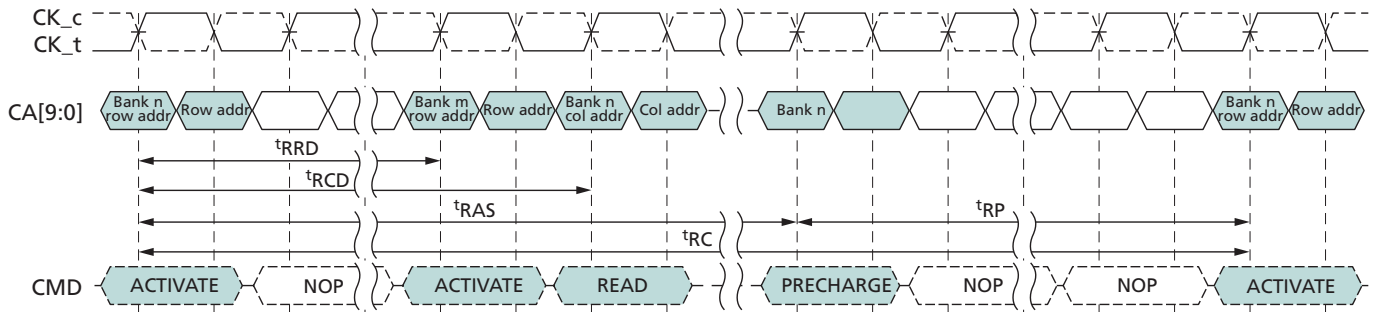 CK_c
CK_t
CA[9:0]
Bank n
row addr
Row addr
Bank m
row addr
Row addr
Bank n
col addr
Col addr
Bank n
Bank n
row addr
Row addr
tRRD
tRCD
tRAS
tRP
tRC
CMD
ACTIVATE
NOP
ACTIVATE
READ
PRECHARGE
NOP
NOP
ACTIVATE